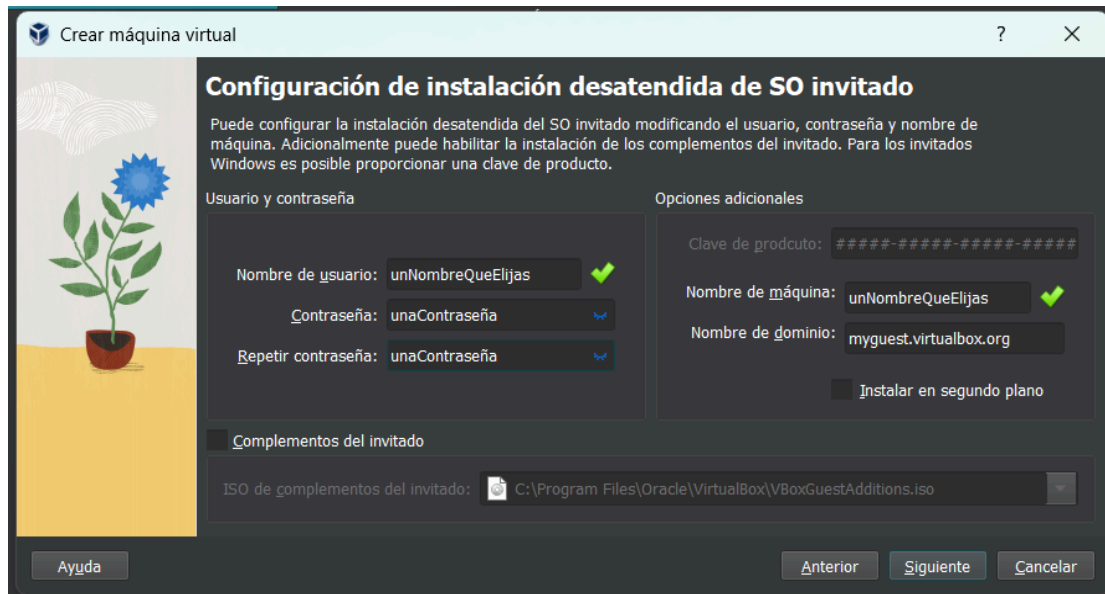 Crear máquina virtual
?
Configuración de instalación desatendida de SO invitado
Puede configurar la instalación desatendida del SO invitado modificando el usuario, contraseña y nombre de
máquina. Adicionalmente puede habilitar la instalación de los complementos del invitado. Para los invitados
Windows es posible proporcionar una clave de producto.
Usuario y contraseña
Nombre de usuario: unNombreQueElijas
Contraseña: unaContraseña
Repetir contraseña: unaContraseña
Opciones adicionales
Clave de prodcuto: #####-#####-#####-#####
Nombre de máquina: unNombreQueElijas
Nombre de dominio: myguest.virtualbox.org
Instalar en segundo plano
Complementos del invitado
ISO de complementos del invitado: C:\Program Files\Oracle\VirtualBox\VBoxGuestAdditions.iso
Ayuda
Anterior
Siguiente
Cancelar